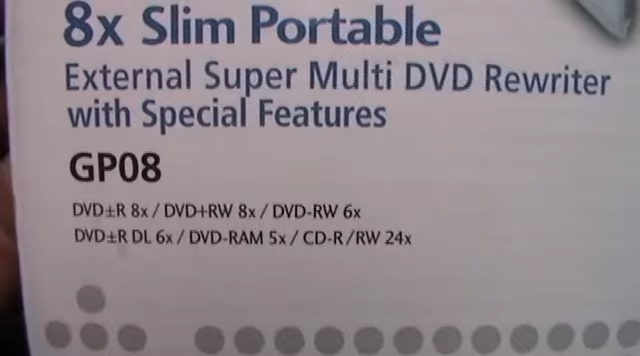 8x Slim Portable
External Super Multi DVD Rewriter
with Special Features
GP08
DVD±R 8x / DVD+RW 8x / DVD-RW 6x
DVD±R DL 6x / DVD-RAM 5x / CD-R/RW 24x